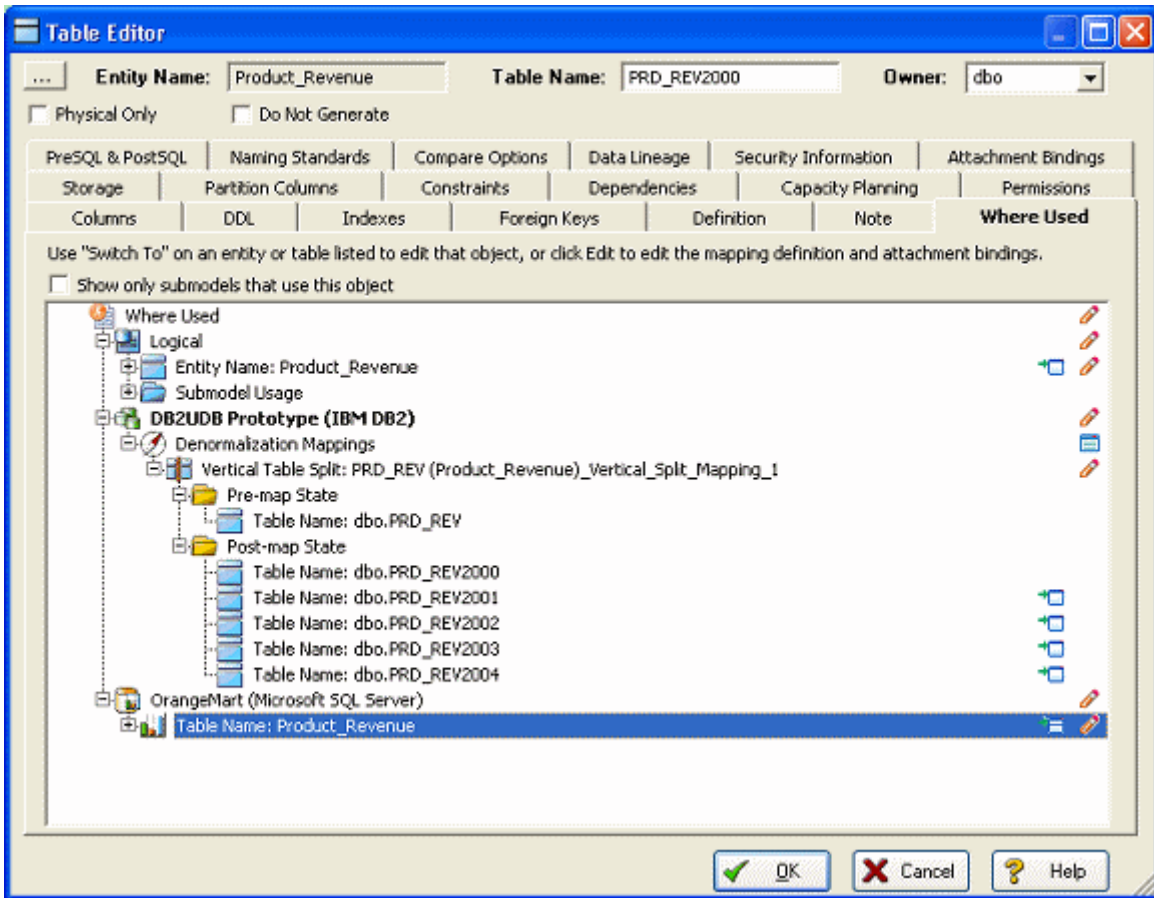 Table Editor
... Entity Name: Product_Revenue Table Name: PRD_REV2000 Owner: dbo
Physical Only Do Not Generate
PreSQL & PostSQL Naming Standards Compare Options Data Lineage Security Information Attachment Bindings
Storage Partition Columns Constraints Dependencies Capacity Planning Permissions
Columns DDL Indexes Foreign Keys Definition Note Where Used
Use "Switch To" on an entity or table listed to edit that object, or click Edit to edit the mapping definition and attachment bindings.
Show only submodels that use this object
Where Used
Logical
Entity Name: Product_Revenue
Submodel Usage
DB2UDB Prototype (IBM DB2)
Denormalization Mappings
Vertical Table Split: PRD_REV (Product_Revenue)_Vertical_Split_Mapping_1
Pre-map State
Table Name: dbo.PRD_REV
Post-map State
Table Name: dbo.PRD_REV2000
Table Name: dbo.PRD_REV2001
Table Name: dbo.PRD_REV2002
Table Name: dbo.PRD_REV2003
Table Name: dbo.PRD_REV2004
OrangeMart (Microsoft SQL Server)
Table Name: Product_Revenue
OK Cancel Help